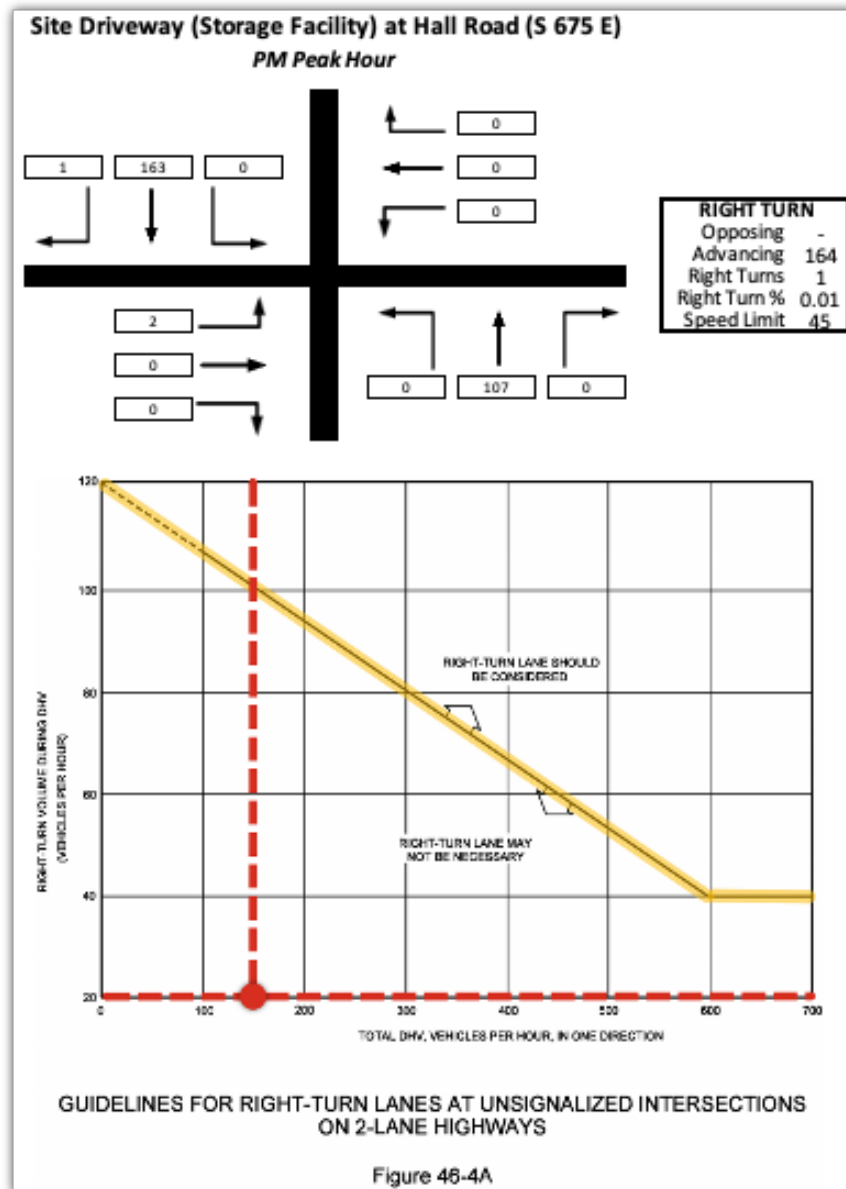 Site Driveway (Storage Facility) at Hall Road (S 675 E)
PM Peak Hour
0
0
0
1 163 0
RIGHT TURN
Opposing -
Advancing 164
Right Turns 1
Right Turn % 0.01
Speed Limit 45
2
0
0
0 107 0
120
100
80
60
40
20
RIGHT-TURN VOLUME DURING DHV
(VEHICLES PER HOUR)
RIGHT-TURN LANE SHOULD
BE CONSIDERED
RIGHT-TURN LANE MAY
NOT BE NECESSARY
0 100 200 300 400 500 600 700
TOTAL DHV, VEHICLES PER HOUR, IN ONE DIRECTION
GUIDELINES FOR RIGHT-TURN LANES AT UNSIGNALIZED INTERSECTIONS
ON 2-LANE HIGHWAYS
Figure 46-4A